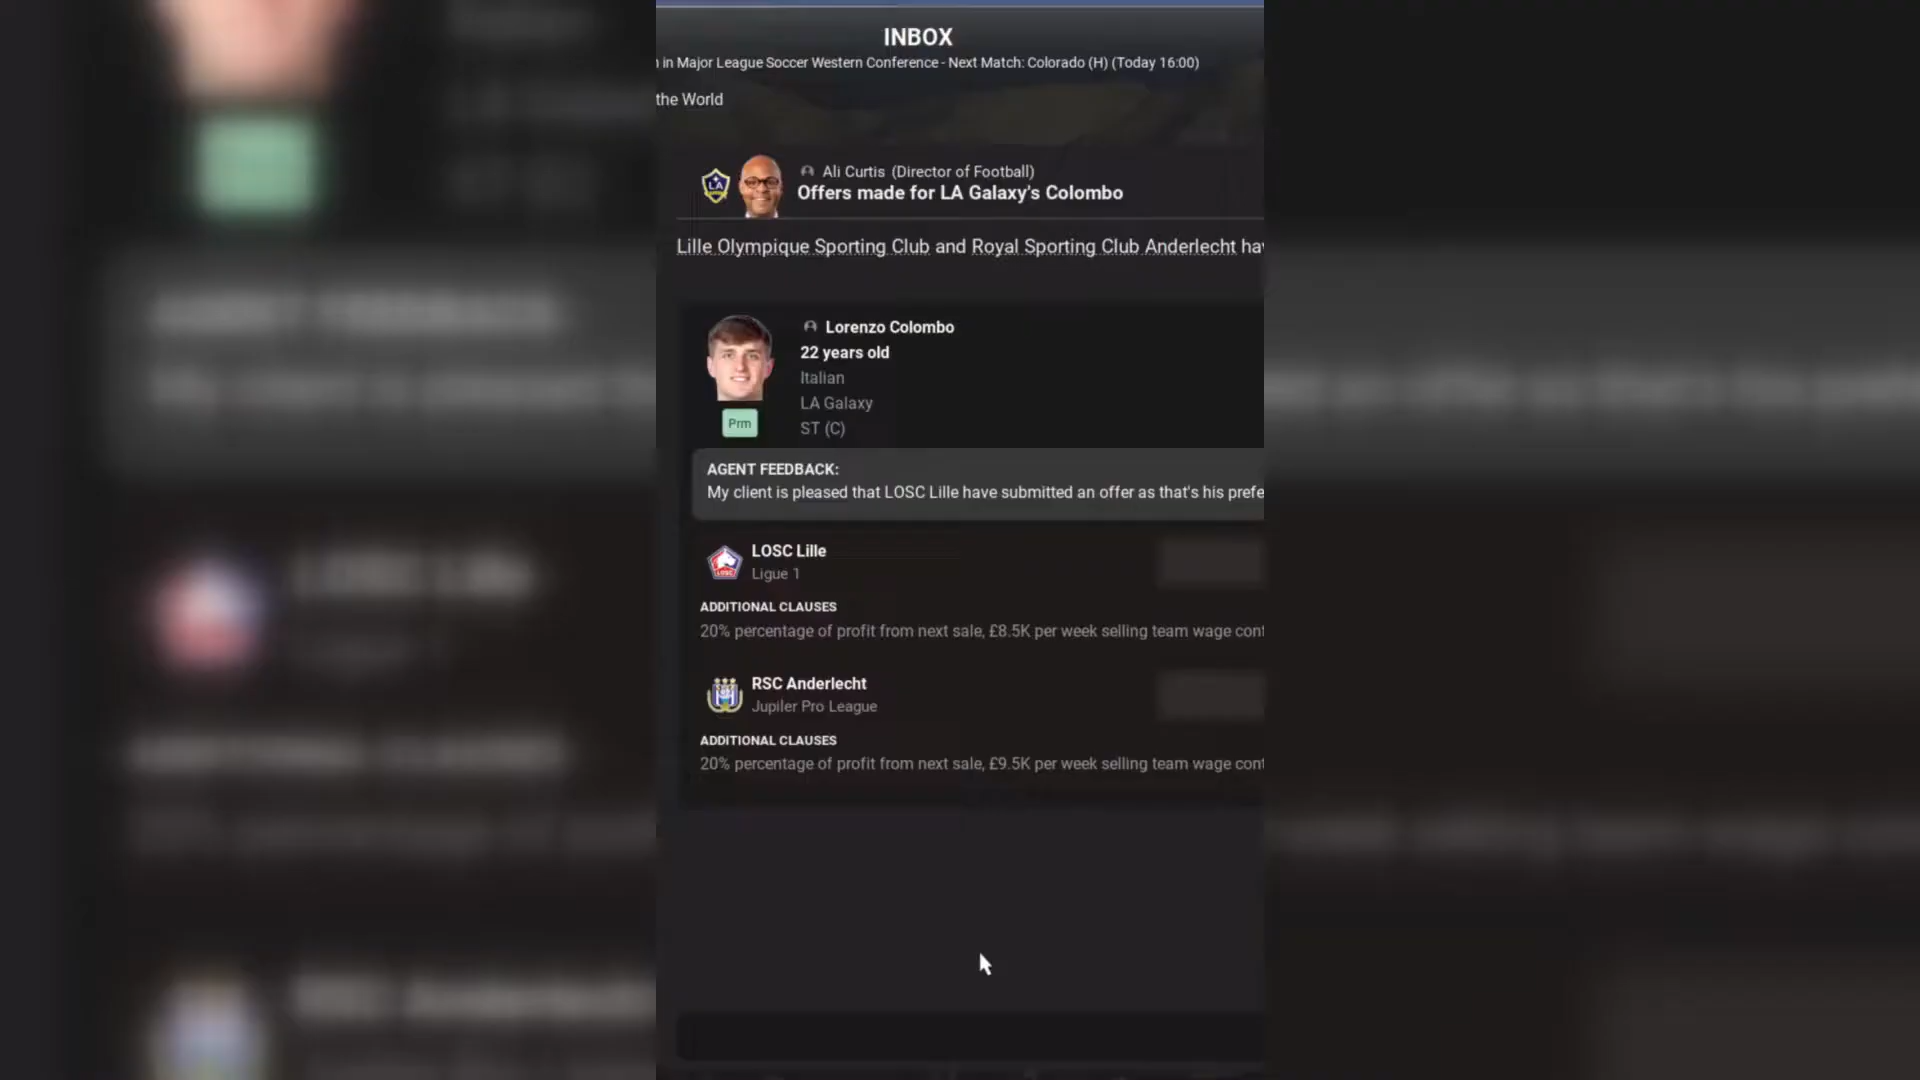 INBOX
in Major League Soccer Western Conference - Next Match: Colorado (H) (Today 16:00)
the World
Ali Curtis (Director of Football)
Offers made for LA Galaxy's Colombo
Lille Olympique Sporting Club and Royal Sporting Club Anderlecht hav
Lorenzo Colombo
22 years old
Italian
LA Galaxy
Prm
ST (C)
AGENT FEEDBACK:
My client is pleased that LOSC Lille have submitted an offer as that's his prefe
LOSC Lille
Ligue 1
ADDITIONAL CLAUSES
20% percentage of profit from next sale, £8.5K per week selling team wage cont
RSC Anderlecht
Jupiler Pro League
ADDITIONAL CLAUSES
20% percentage of profit from next sale, £9.5K per week selling team wage cont